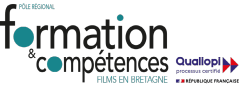 PÔLE RÉGIONAL
formation
&compétences
FILMS EN BRETAGNE
Qualiopi
processus certifié
RÉPUBLIQUE FRANÇAISE